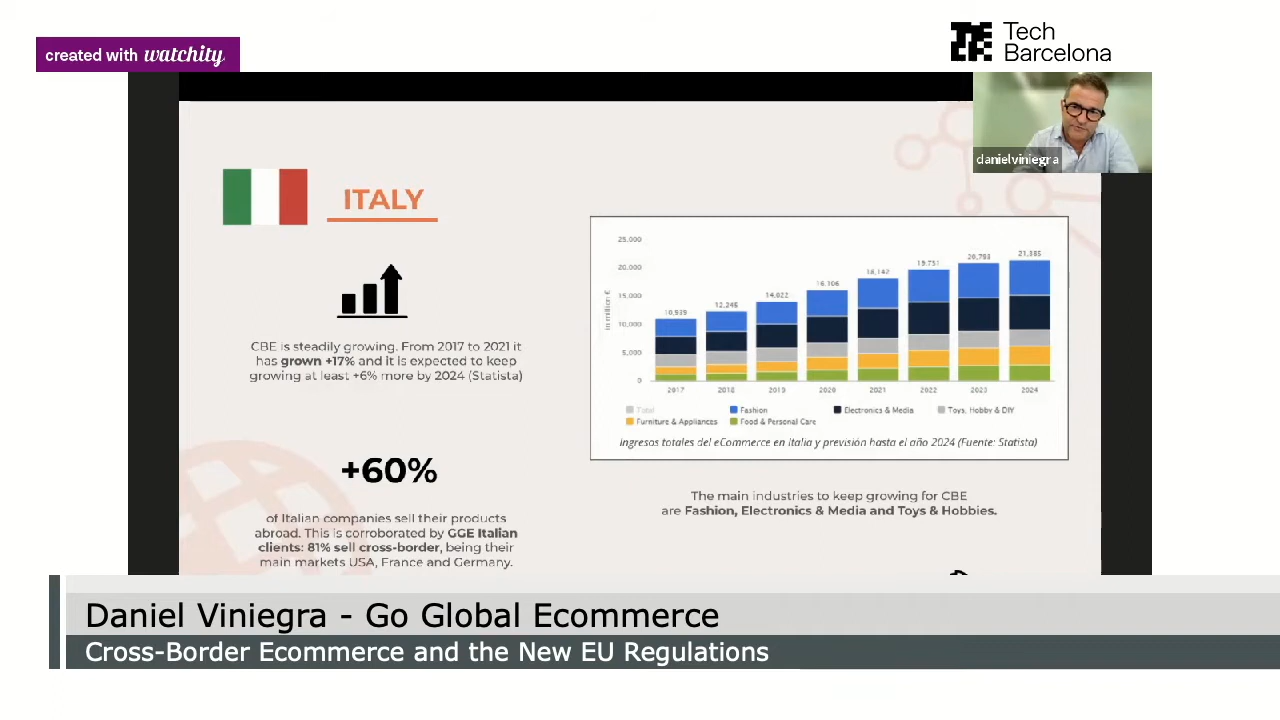 created with watchity.
Tech
Barcelona
danielviniegra
ITALY
CBE is steadily growing. From 2017 to 2021 it
has grown +17% and it is expected to keep
growing at least +6% more by 2024 (Statista)
+60%
of Italian companies sell their products
abroad. This is corroborated by GGE Italian
clients: 81% sell cross-border, being their
main markets USA, France and Germany.
25,000
20,000
15,000
10,000
5,000
0
in million €
10,939
12,246
14,022
16,106
18,142
19,751
20,793
21,385
2017
2018
2019
2020
2021
2022
2023
2024
Total
Fashion
Electronics & Media
Toys, Hobby & DIY
Furniture & Appliances
Food & Personal Care
Ingresos totales del eCommerce en Italia y previsión hasta el año 2024 (Fuente: Statista)
The main industries to keep growing for CBE
are Fashion, Electronics & Media and Toys & Hobbies.
Daniel Viniegra - Go Global Ecommerce
Cross-Border Ecommerce and the New EU Regulations